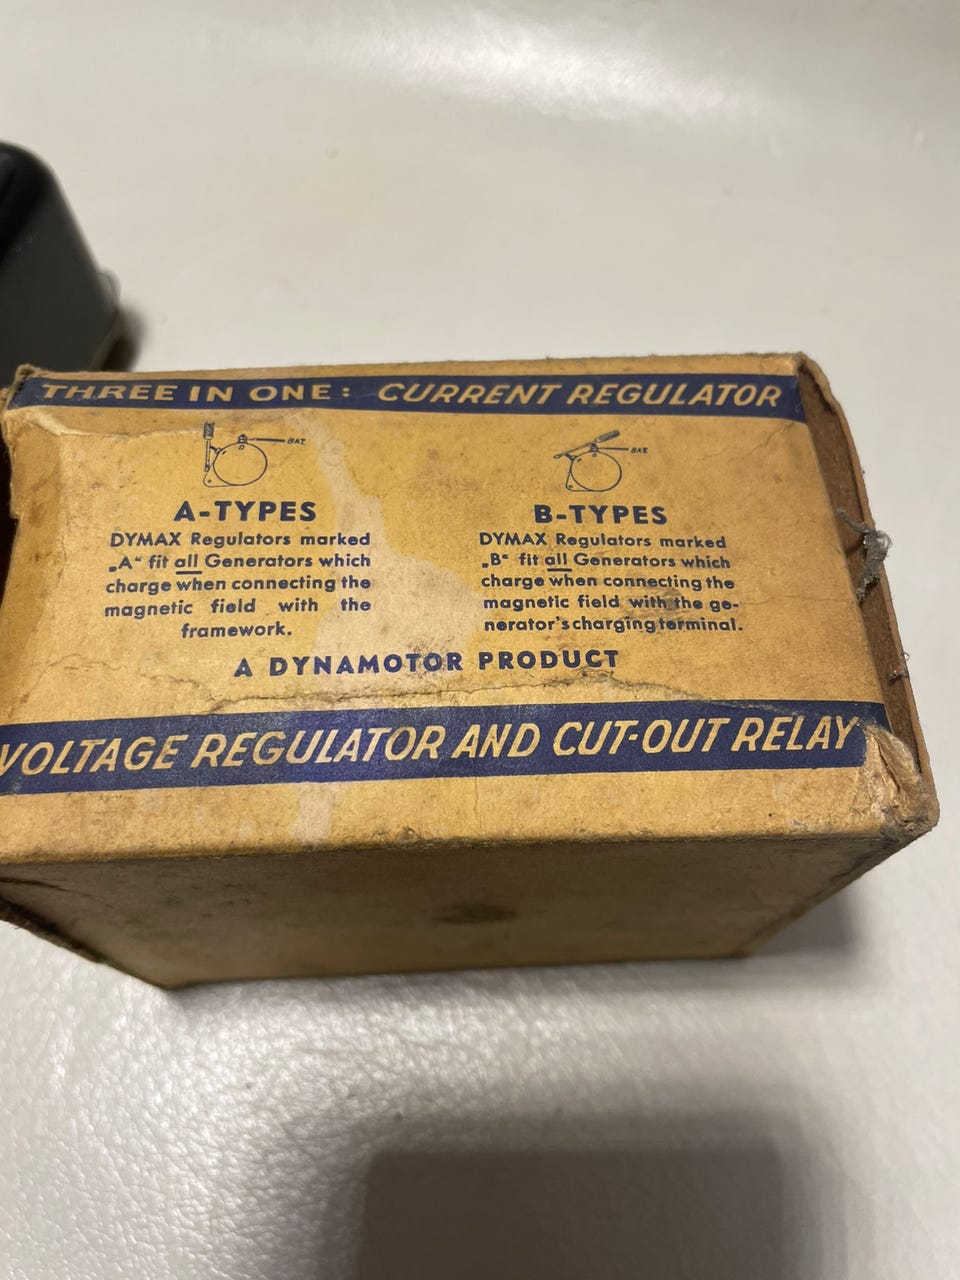 THREE IN ONE: CURRENT REGULATOR
BAT.
A-TYPES
DYMAX Regulators marked
„A“ fit all Generators which
charge when connecting the
magnetic field with the
framework.
BAT.
B-TYPES
DYMAX Regulators marked
„B“ fit all Generators which
charge when connecting the
magnetic field with the ge-
nerator's charging terminal.
A DYNAMOTOR PRODUCT
VOLTAGE REGULATOR AND CUT-OUT RELAY